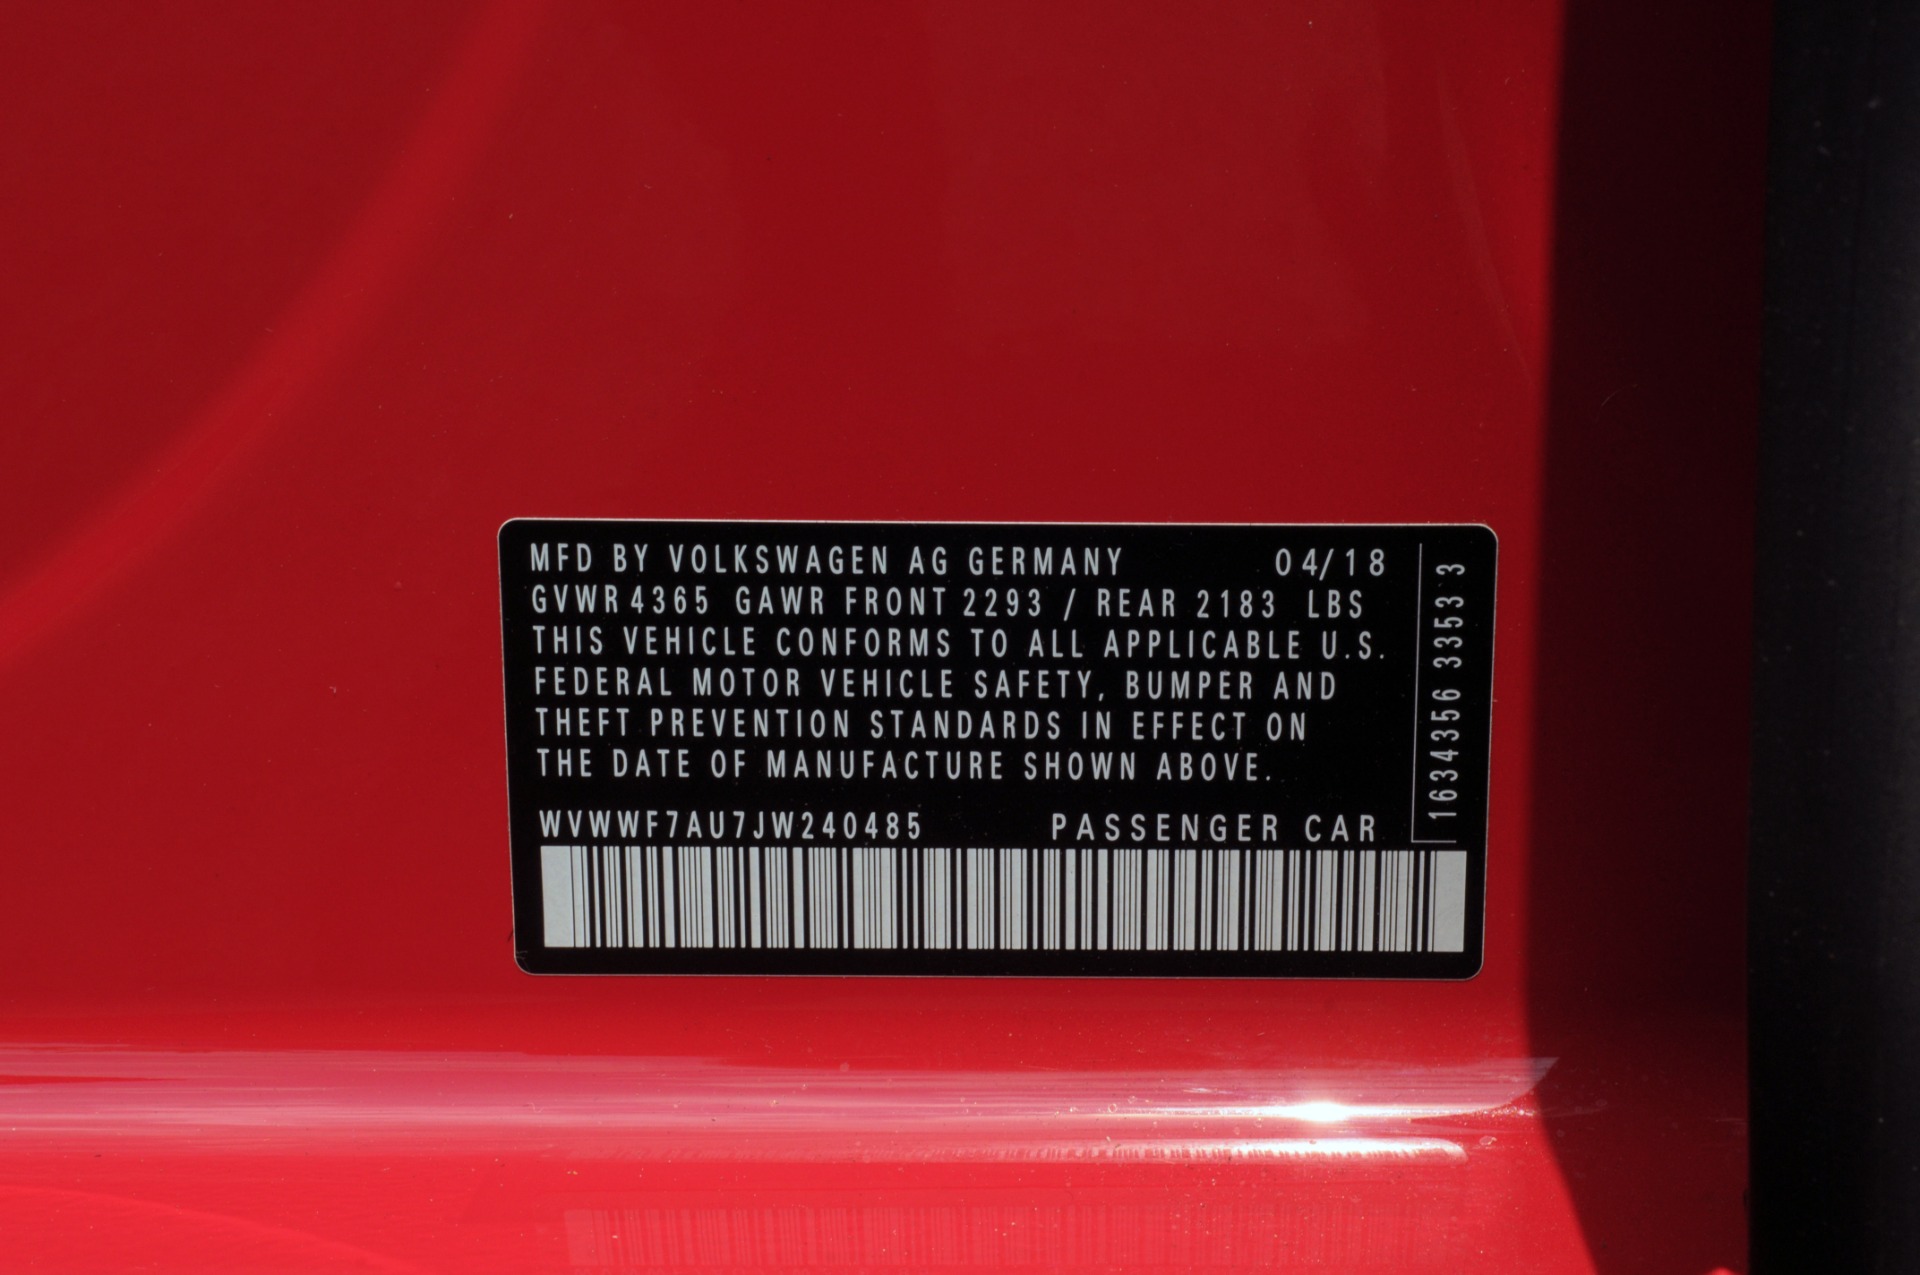 MFD BY VOLKSWAGEN AG GERMANY 04/18
GVWR 4365 GAWR FRONT 2293 / REAR 2183 LBS
THIS VEHICLE CONFORMS TO ALL APPLICABLE U.S.
FEDERAL MOTOR VEHICLE SAFETY, BUMPER AND
THEFT PREVENTION STANDARDS IN EFFECT ON
THE DATE OF MANUFACTURE SHOWN ABOVE.
WVWWF7AU7JW240485 PASSENGER CAR
1634356 3353 3